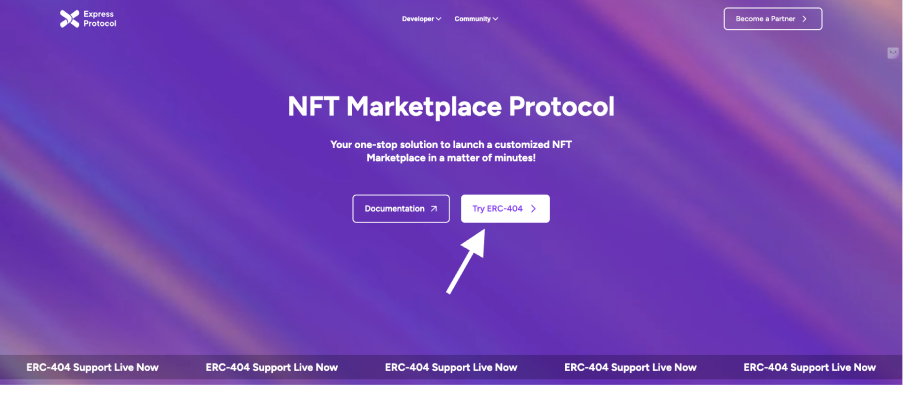 Express
Protocol
Developer
Community
Become a Partner
NFT Marketplace Protocol
Your one-stop solution to launch a customized NFT
Marketplace in a matter of minutes!
Documentation
Try ERC-404
ERC-404 Support Live Now ERC-404 Support Live Now ERC-404 Support Live Now ERC-404 Support Live Now ERC-404 Support Live Now